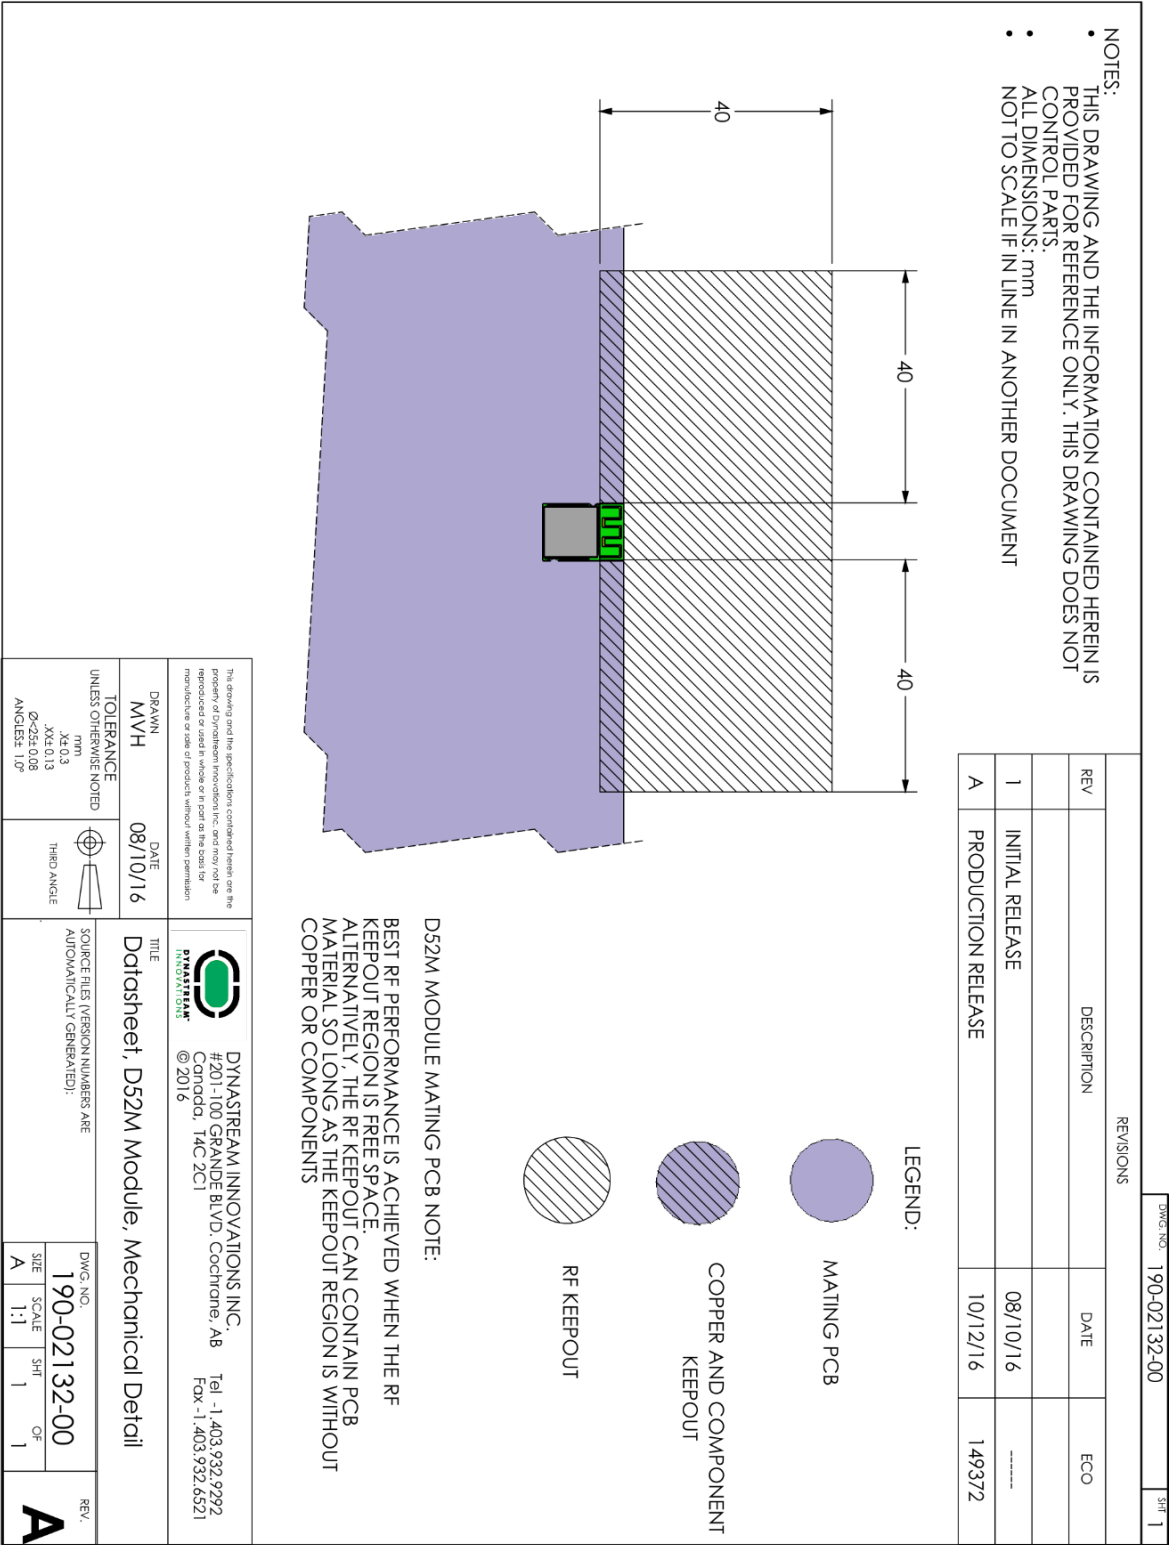 DWG. NO. 190-02132-00 SHT 1
NOTES:
• THIS DRAWING AND THE INFORMATION CONTAINED HEREIN IS
PROVIDED FOR REFERENCE ONLY. THIS DRAWING DOES NOT
CONTROL PARTS.
• ALL DIMENSIONS: mm
• NOT TO SCALE IF IN LINE IN ANOTHER DOCUMENT
REVISIONS
REV DESCRIPTION DATE ECO
1 INITIAL RELEASE 08/10/16 ------
A PRODUCTION RELEASE 10/12/16 149372
40
40
40
LEGEND:
MATING PCB
COPPER AND COMPONENT
KEEPOUT
RF KEEPOUT
D52M MODULE MATING PCB NOTE:
BEST RF PERFORMANCE IS ACHIEVED WHEN THE RF
KEEPOUT REGION IS FREE SPACE.
ALTERNATIVELY, THE RF KEEPOUT CAN CONTAIN PCB
MATERIAL SO LONG AS THE KEEPOUT REGION IS WITHOUT
COPPER OR COMPONENTS
This drawing and the specifications contained herein are the
property of Dynastream Innovations Inc. and may not be
reproduced or used in whole or in part as the basis for
manufacture or sale of products without written permission
DRAWN
MVH
DATE
08/10/16
TOLERANCE
UNLESS OTHERWISE NOTED
mm
.X± 0.3
.XX± 0.13
Ø<25± 0.08
ANGLES± 1.0°
THIRD ANGLE
DYNASTREAM™
INNOVATIONS
DYNASTREAM INNOVATIONS INC.
#201-100 GRANDE BLVD. Cochrane, AB
Canada, T4C 2C1
© 2016
Tel -1.403.932.9292
Fax -1.403.932.6521
TITLE
Datasheet, D52M Module, Mechanical Detail
SOURCE FILES (VERSION NUMBERS ARE
AUTOMATICALLY GENERATED):
DWG. NO.
190-02132-00
REV.
A
SIZE
A
SCALE
1:1
SHT
1
OF
1